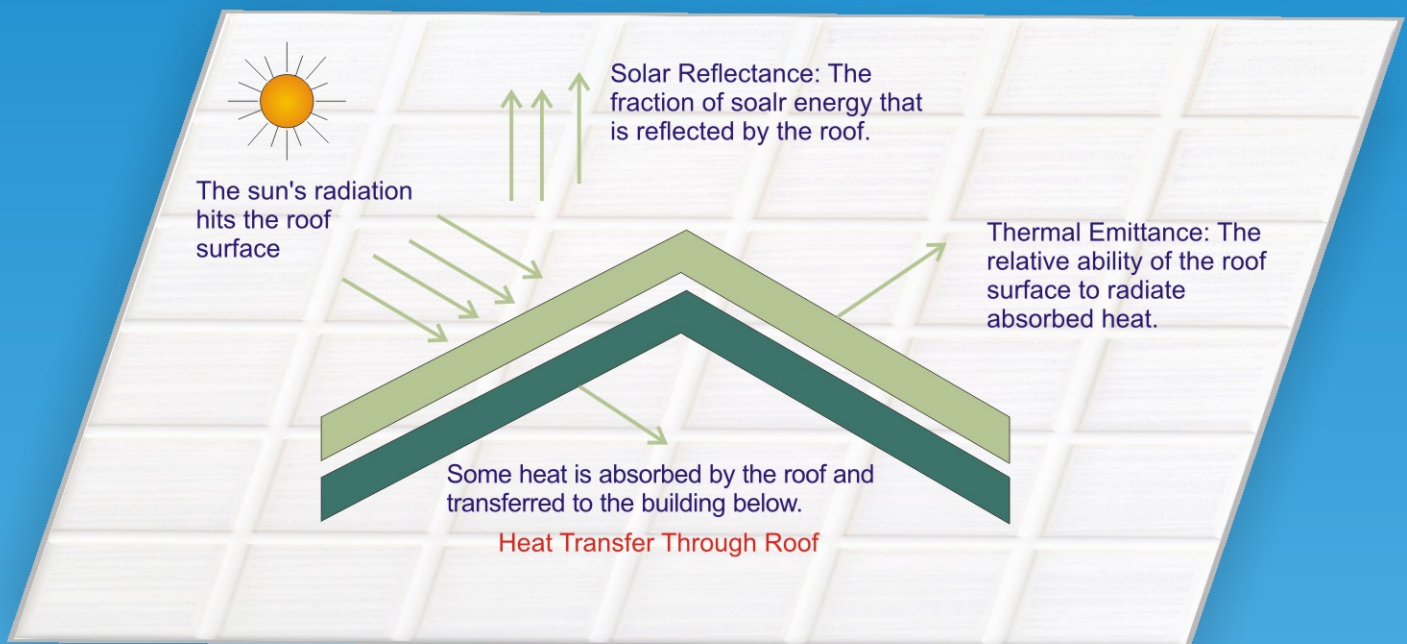 Solar Reflectance: The
fraction of soalr energy that
is reflected by the roof.
The sun's radiation
hits the roof
surface
Thermal Emittance: The
relative ability of the roof
surface to radiate
absorbed heat.
Some heat is absorbed by the roof and
transferred to the building below.
Heat Transfer Through Roof